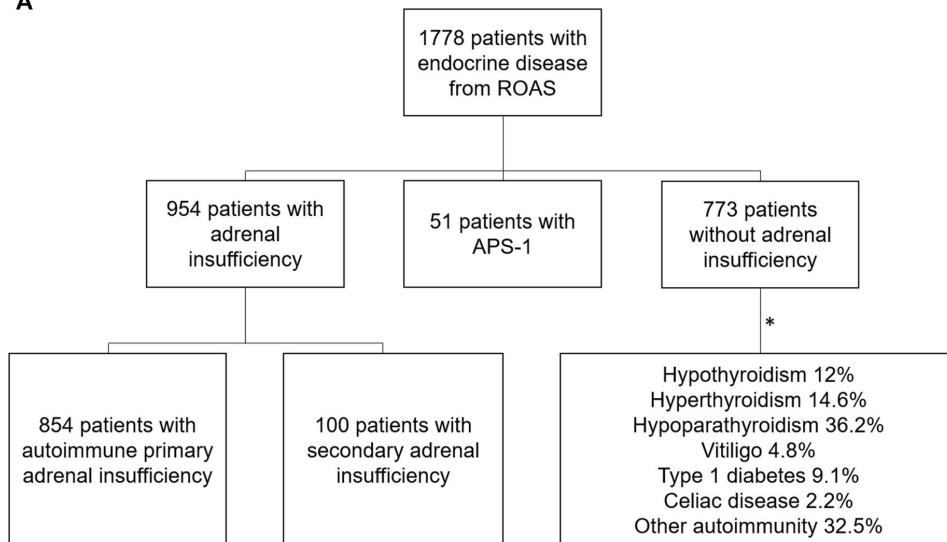 A
1778 patients with
endocrine disease
from ROAS
954 patients with
adrenal
insufficiency
51 patients with
APS-1
773 patients
without adrenal
insufficiency
*
854 patients with
autoimmune primary
adrenal insufficiency
100 patients with
secondary adrenal
insufficiency
Hypothyroidism 12%
Hyperthyroidism 14.6%
Hypoparathyroidism 36.2%
Vitiligo 4.8%
Type 1 diabetes 9.1%
Celiac disease 2.2%
Other autoimmunity 32.5%